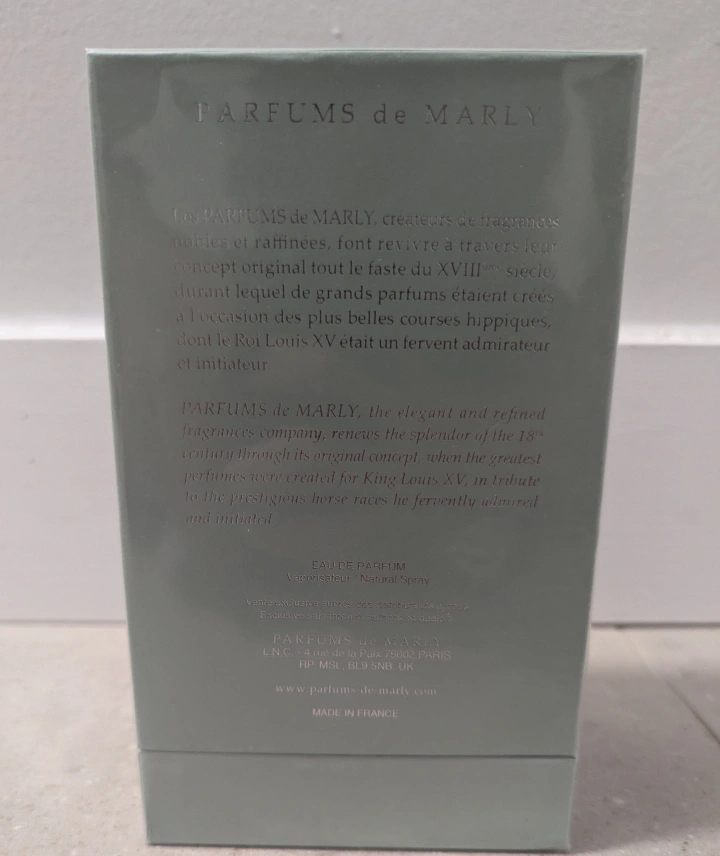 PARFUMS de MARLY
Les PARFUMS de MARLY, créateurs de fragrances
nobles et raffinées, font revivre a travers leur
concept original tout le faste du XVIIIème siècle,
durant lequel de grands parfums étaient créés
à l'occasion des plus belles courses hippiques,
dont le Roi Louis XV était un fervent admirateur
et initiateur
PARFUMS de MARLY, the elegant and refined
fragrances company, renews the splendor of the 18th
century through its original concept, when the greatest
perfumes were created for King Louis XV, in tribute
to the prestigious horse races he fervently admired
and initiated
EAU DE PARFUM
Vaporisateur / Natural Spray
PARFUMS de MARLY
L.N.C. - 4 rue de la Paix 75002 PARIS
RP: MSL, BL9 5NB, UK
www.parfums-de-marly.com
MADE IN FRANCE